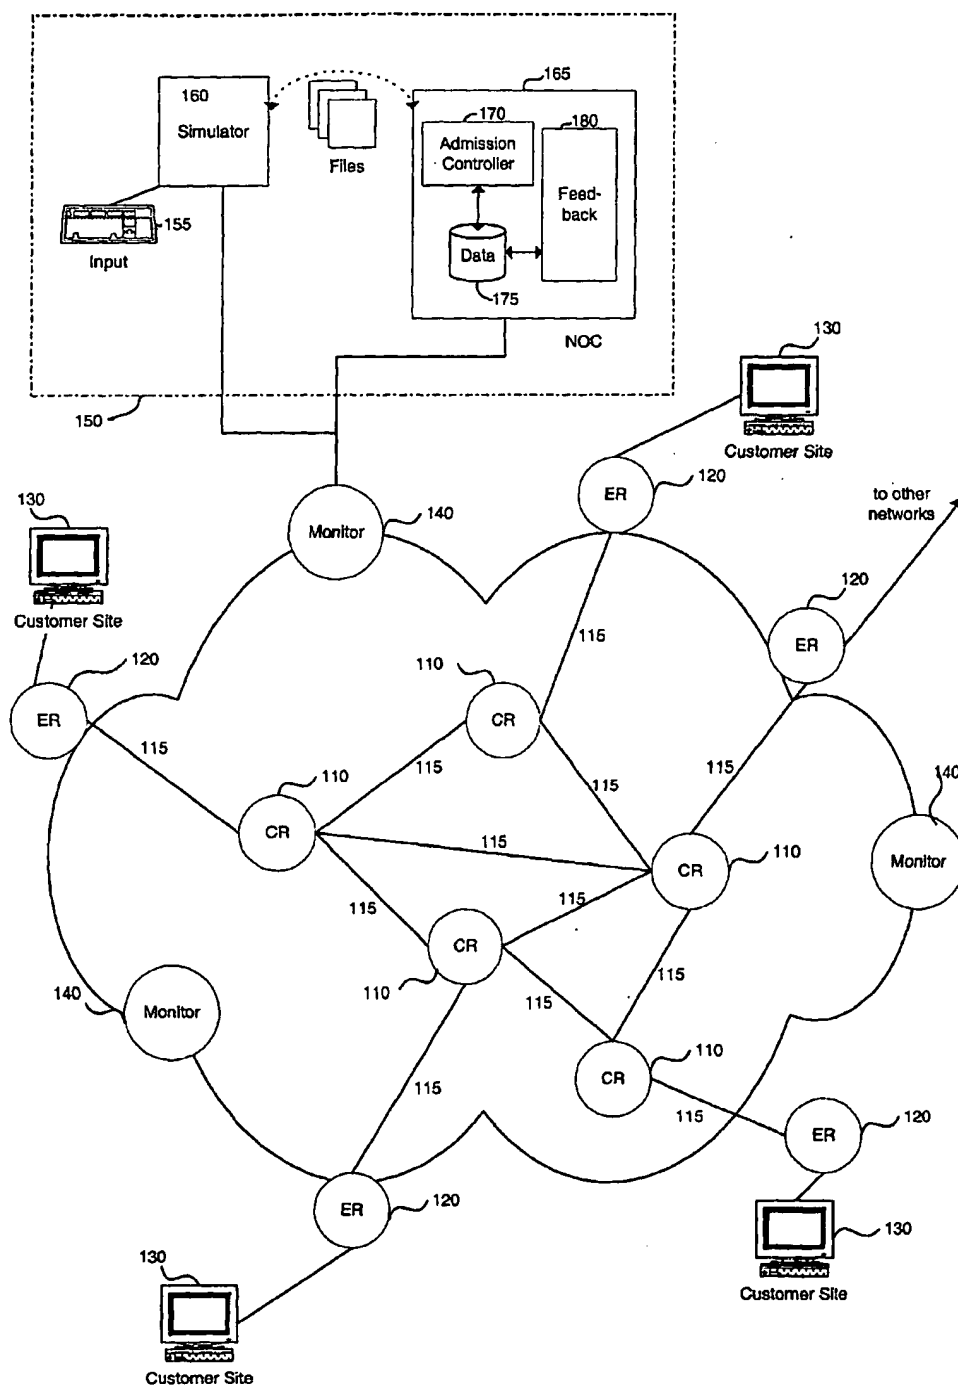 165
160
Simulator
Files
170
Admission
Controller
180
Feed-
back
155
Input
Data
175
NOC
150
130
Customer Site
ER
120
to other
networks
130
Customer Site
Monitor
140
120
ER
115
120
ER
110
CR
115
115
115
115
140
Monitor
110
CR
115
CR
110
115
115
CR
110
115
115
140
Monitor
115
CR
110
115
ER
120
ER
120
130
Customer Site
130
Customer Site